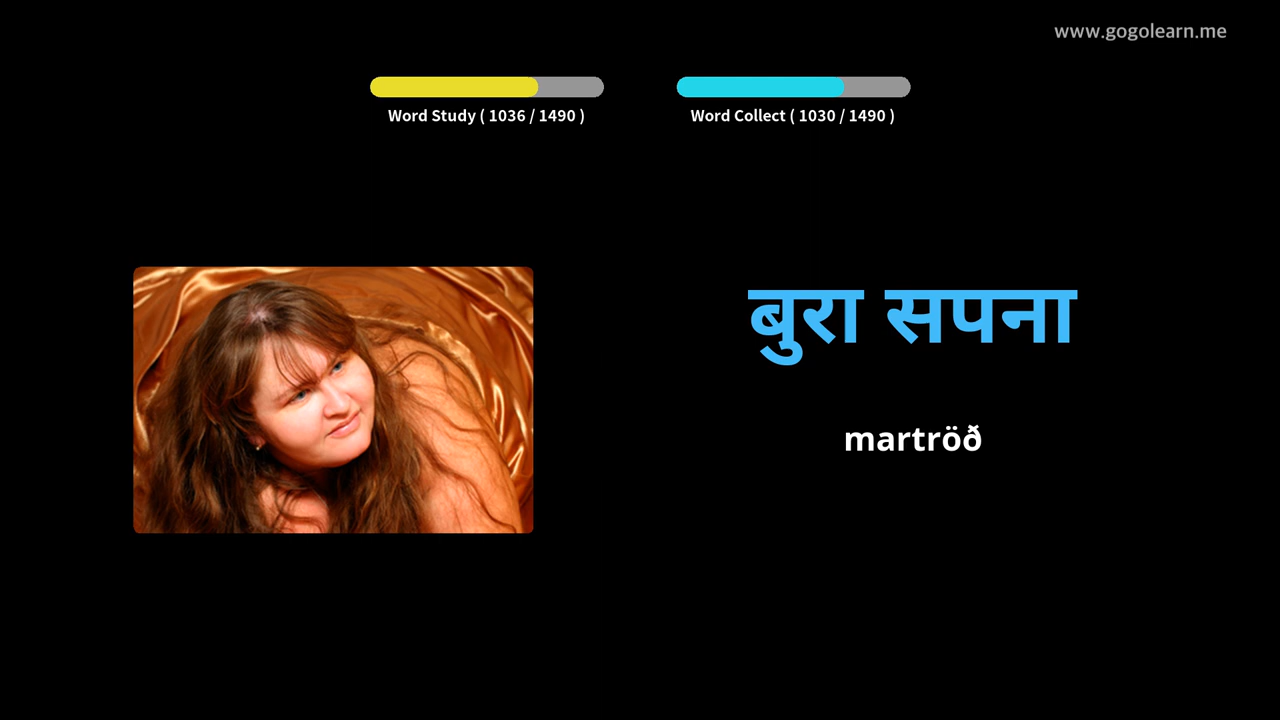 www.gogolearn.me
Word Study ( 1036 / 1490 )
Word Collect ( 1030 / 1490 )
बुरा सपना
martröð